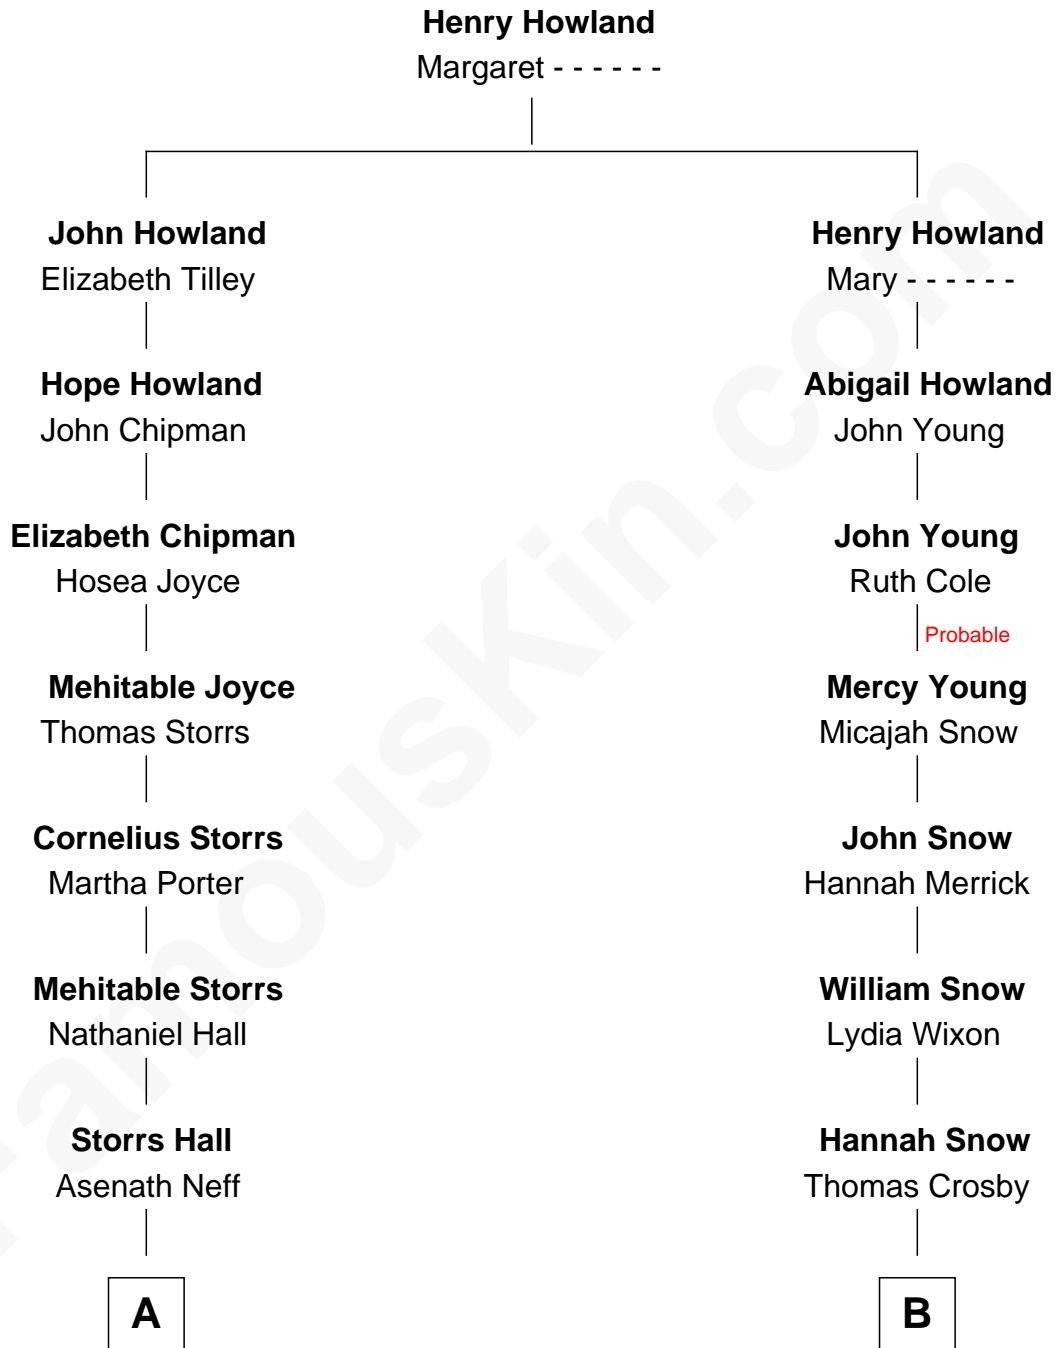 Henry Howland
Margaret - - - - - -
John Howland
Elizabeth Tilley
Henry Howland
Mary - - - - - -
Hope Howland
John Chipman
Abigail Howland
John Young
Elizabeth Chipman
Hosea Joyce
John Young
Ruth Cole
Probable
Mehitable Joyce
Thomas Storrs
Mercy Young
Micajah Snow
Cornelius Storrs
Martha Porter
John Snow
Hannah Merrick
Mehitable Storrs
Nathaniel Hall
William Snow
Lydia Wixon
Storrs Hall
Asenath Neff
Hannah Snow
Thomas Crosby
A
B
FamousKin.com